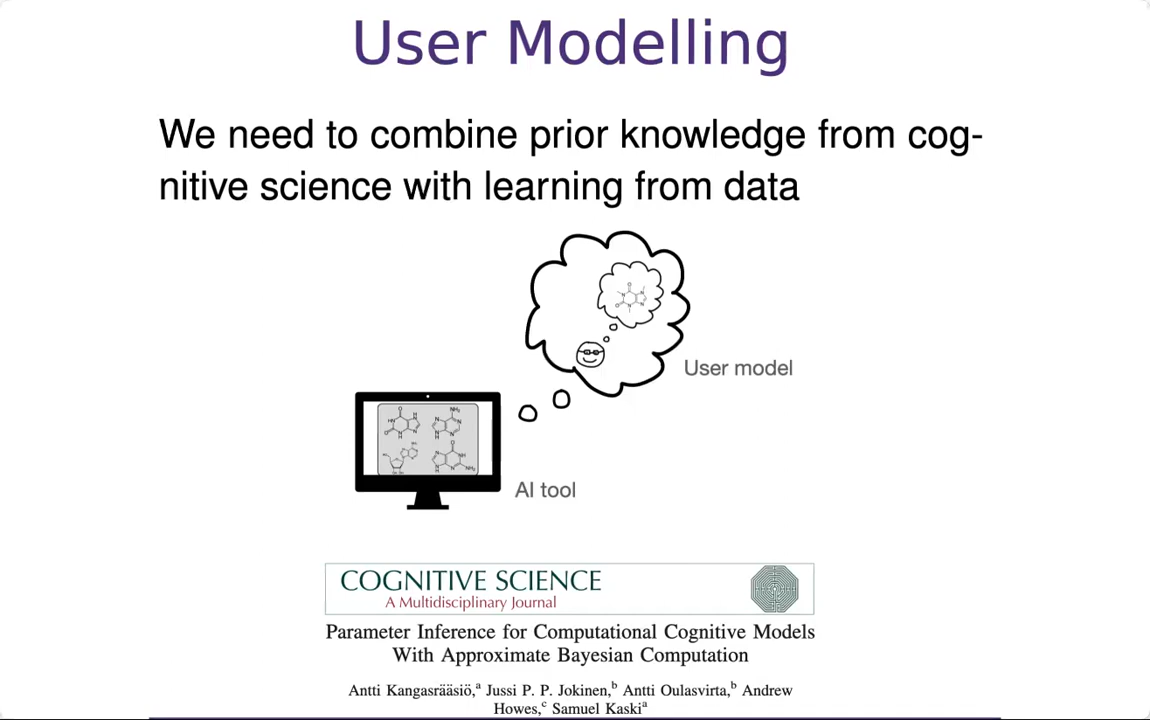 User Modelling
We need to combine prior knowledge from cog-
nitive science with learning from data
User model
AI tool
COGNITIVE SCIENCE
A Multidisciplinary Journal
Parameter Inference for Computational Cognitive Models
With Approximate Bayesian Computation
Antti Kangasrääsiö,ᵃ Jussi P. P. Jokinen,ᵇ Antti Oulasvirta,ᵇ Andrew
Howes,ᶜ Samuel Kaskiᵃ